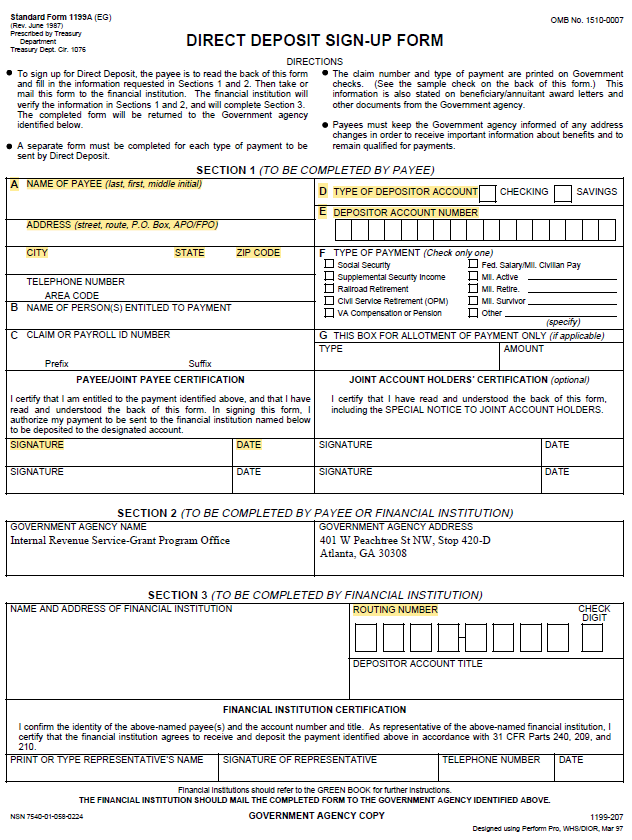 Standard Form 1199A (EG)
(Rev. June 1987)
Prescribed by Treasury
Department
Treasury Dept. Cir. 1076
OMB No. 1510-0007
DIRECT DEPOSIT SIGN-UP FORM
DIRECTIONS
● To sign up for Direct Deposit, the payee is to read the back of this form
and fill in the information requested in Sections 1 and 2. Then take or
mail this form to the financial institution. The financial institution will
verify the information in Sections 1 and 2, and will complete Section 3.
The completed form will be returned to the Government agency
identified below.
● A separate form must be completed for each type of payment to be
sent by Direct Deposit.
● The claim number and type of payment are printed on Government
checks. (See the sample check on the back of this form.) This
information is also stated on beneficiary/annuitant award letters and
other documents from the Government agency.
● Payees must keep the Government agency informed of any address
changes in order to receive important information about benefits and to
remain qualified for payments.
SECTION 1 (TO BE COMPLETED BY PAYEE)
A NAME OF PAYEE (last, first, middle initial)
ADDRESS (street, route, P.O. Box, APO/FPO)
CITY STATE ZIP CODE
TELEPHONE NUMBER
AREA CODE
B NAME OF PERSON(S) ENTITLED TO PAYMENT
C CLAIM OR PAYROLL ID NUMBER
Prefix Suffix
D TYPE OF DEPOSITOR ACCOUNT CHECKING SAVINGS
E DEPOSITOR ACCOUNT NUMBER
F TYPE OF PAYMENT (Check only one)
Social Security Fed. Salary/Mil. Civilian Pay
Supplemental Security Income Mil. Active
Railroad Retirement Mil. Retire.
Civil Service Retirement (OPM) Mil. Survivor
VA Compensation or Pension Other
(specify)
G THIS BOX FOR ALLOTMENT OF PAYMENT ONLY (if applicable)
TYPE AMOUNT
PAYEE/JOINT PAYEE CERTIFICATION
I certify that I am entitled to the payment identified above, and that I have
read and understood the back of this form. In signing this form, I
authorize my payment to be sent to the financial institution named below
to be deposited to the designated account.
JOINT ACCOUNT HOLDERS' CERTIFICATION (optional)
I certify that I have read and understood the back of this form,
including the SPECIAL NOTICE TO JOINT ACCOUNT HOLDERS.
SIGNATURE DATE SIGNATURE DATE
SIGNATURE DATE SIGNATURE DATE
SECTION 2 (TO BE COMPLETED BY PAYEE OR FINANCIAL INSTITUTION)
GOVERNMENT AGENCY NAME
Internal Revenue Service-Grant Program Office
GOVERNMENT AGENCY ADDRESS
401 W Peachtree St NW, Stop 420-D
Atlanta, GA 30308
SECTION 3 (TO BE COMPLETED BY FINANCIAL INSTITUTION)
NAME AND ADDRESS OF FINANCIAL INSTITUTION
ROUTING NUMBER
CHECK
DIGIT
DEPOSITOR ACCOUNT TITLE
FINANCIAL INSTITUTION CERTIFICATION
I confirm the identity of the above-named payee(s) and the account number and title. As representative of the above-named financial institution, I
certify that the financial institution agrees to receive and deposit the payment identified above in accordance with 31 CFR Parts 240, 209, and
210.
PRINT OR TYPE REPRESENTATIVE'S NAME SIGNATURE OF REPRESENTATIVE TELEPHONE NUMBER DATE
Financial institutions should refer to the GREEN BOOK for further instructions.
THE FINANCIAL INSTITUTION SHOULD MAIL THE COMPLETED FORM TO THE GOVERNMENT AGENCY IDENTIFIED ABOVE.
NSN 7540-01-058-0224 GOVERNMENT AGENCY COPY 1199-207
Designed using Perform Pro, WHS/DIOR, Mar 97